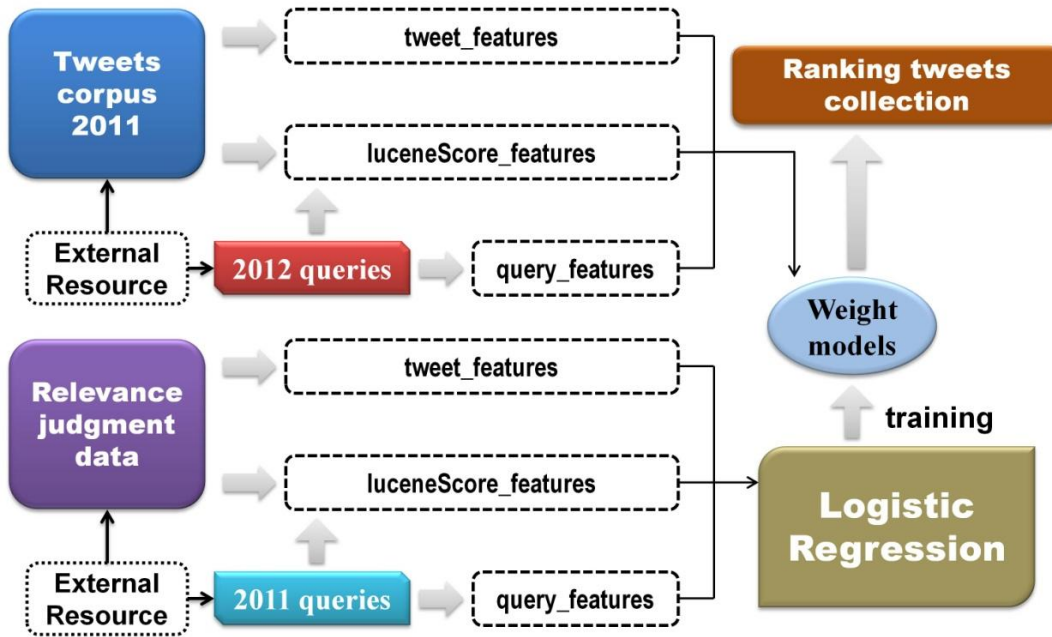 Tweets
corpus
2011
tweet_features
luceneScore_features
Ranking tweets
collection
External
Resource
2012 queries
query_features
Weight
models
Relevance
judgment
data
tweet_features
luceneScore_features
training
Logistic
Regression
External
Resource
2011 queries
query_features